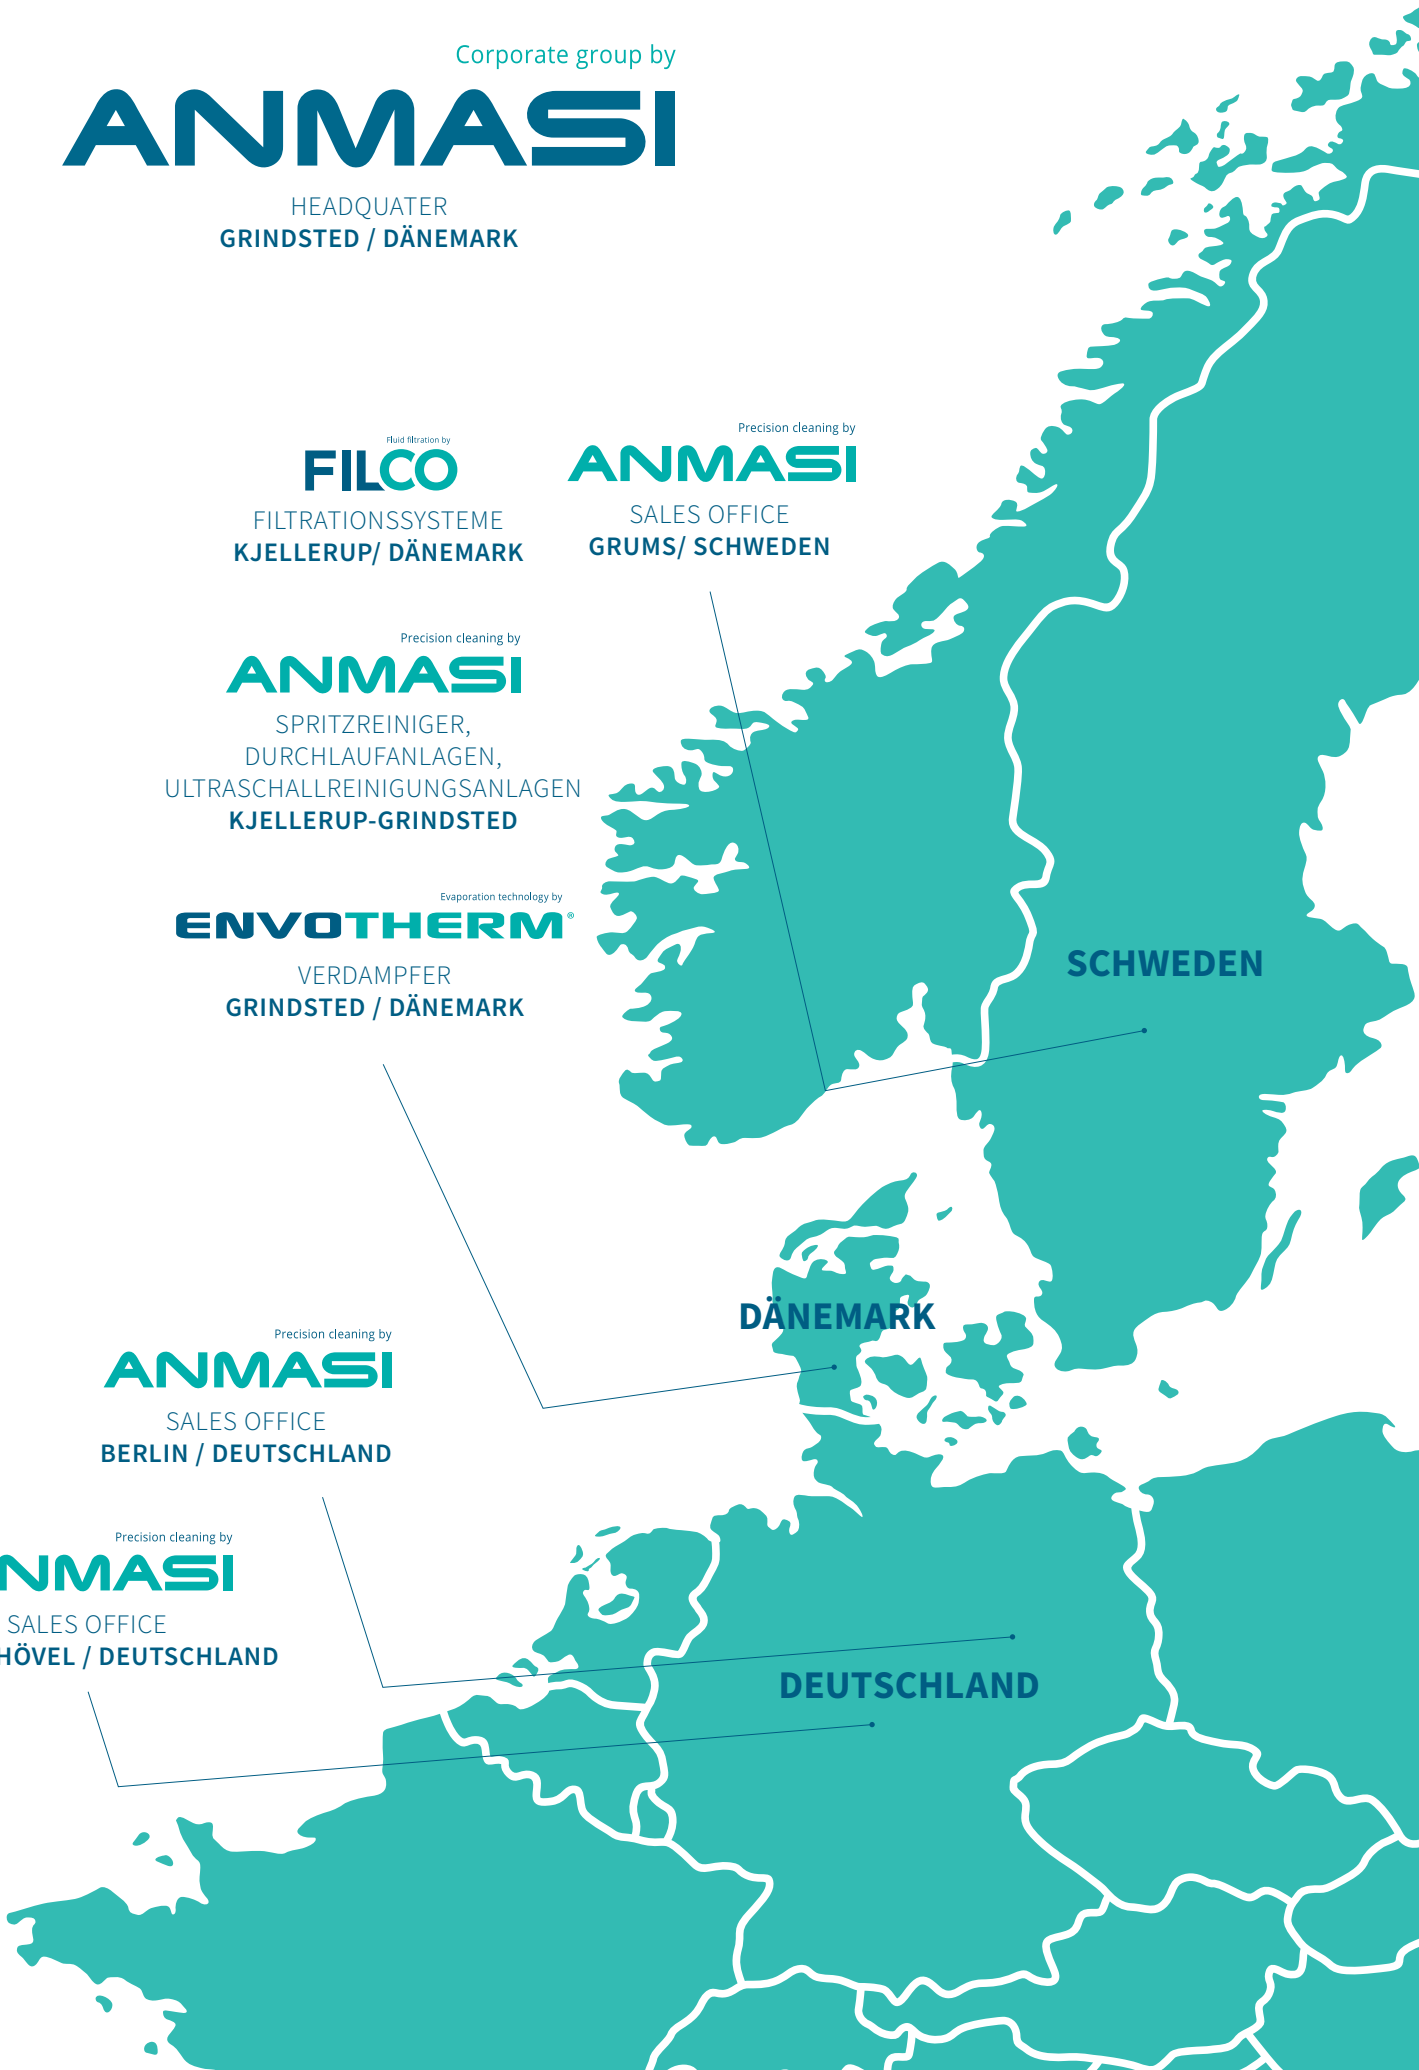 Corporate group by
ANMASI
HEADQUATER
GRINDSTED / DÄNEMARK
Fluid filtration by
FILCO
FILTRATIONSSYSTEME
KJELLERUP/ DÄNEMARK
Precision cleaning by
ANMASI
SALES OFFICE
GRUMS/ SCHWEDEN
Precision cleaning by
ANMASI
SPRITZREINIGER,
DURCHLAUFANLAGEN,
ULTRASCHALLREINIGUNGSANLAGEN
KJELLERUP-GRINDSTED
Evaporation technology by
ENVOTHERM®
VERDAMPFER
GRINDSTED / DÄNEMARK
SCHWEDEN
DÄNEMARK
Precision cleaning by
ANMASI
SALES OFFICE
BERLIN / DEUTSCHLAND
Precision cleaning by
NMASI
SALES OFFICE
HÖVEL / DEUTSCHLAND
DEUTSCHLAND